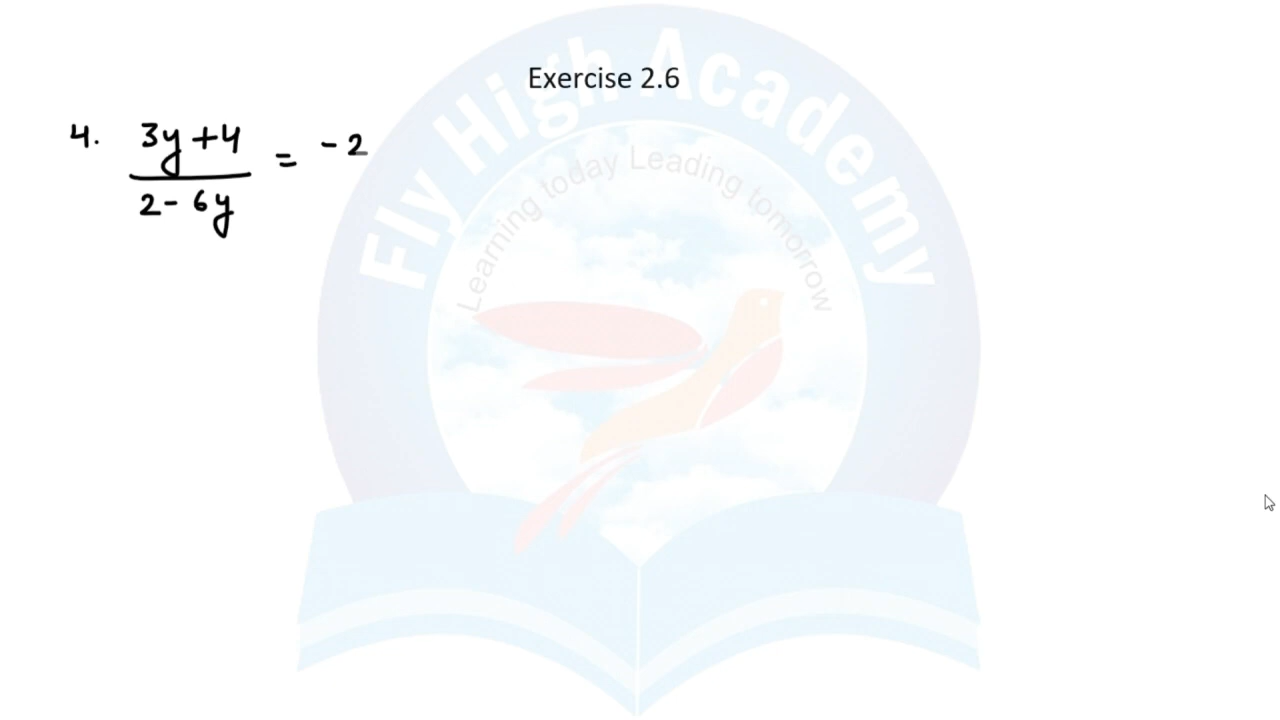 Exercise 2.6
4. 3y+4 = -2
2-6y
Fly High Academy
Learning today Leading tomorrow